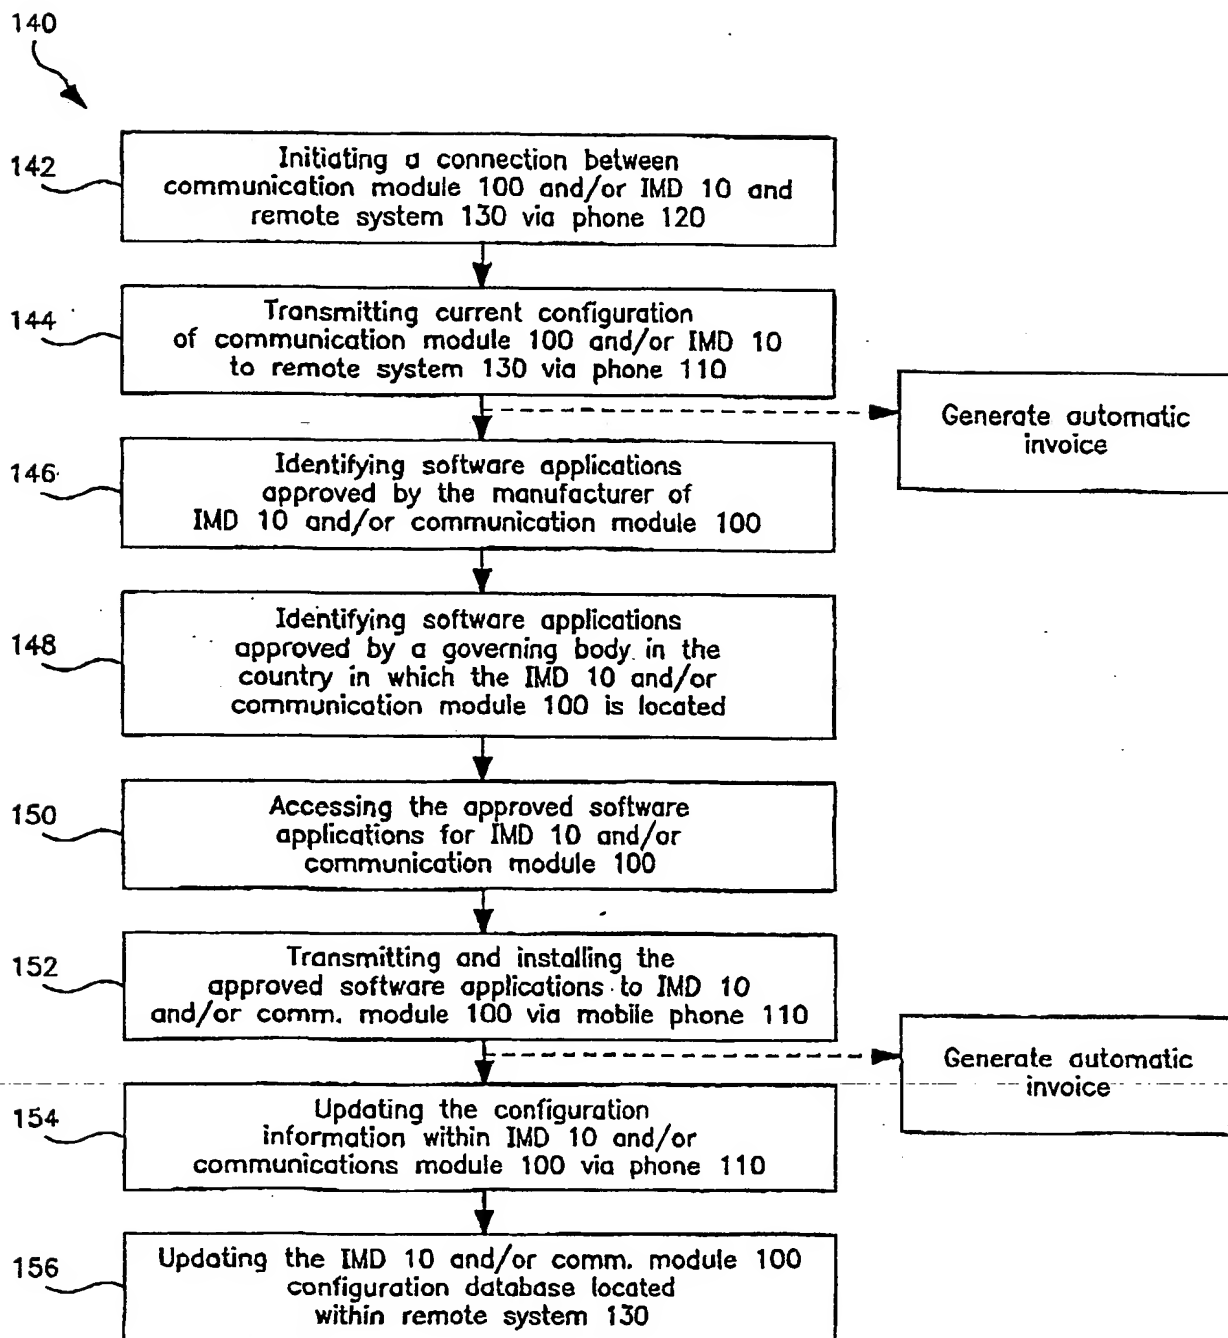 140
142
Initiating a connection between
communication module 100 and/or IMD 10 and
remote system 130 via phone 120
144
Transmitting current configuration
of communication module 100 and/or IMD 10
to remote system 130 via phone 110
Generate automatic
invoice
146
Identifying software applications
approved by the manufacturer of
IMD 10 and/or communication module 100
148
Identifying software applications
approved by a governing body in the
country in which the IMD 10 and/or
communication module 100 is located
150
Accessing the approved software
applications for IMD 10 and/or
communication module 100
152
Transmitting and installing the
approved software applications to IMD 10
and/or comm. module 100 via mobile phone 110
Generate automatic
invoice
154
Updating the configuration
information within IMD 10 and/or
communications module 100 via phone 110
156
Updating the IMD 10 and/or comm. module 100
configuration database located
within remote system 130